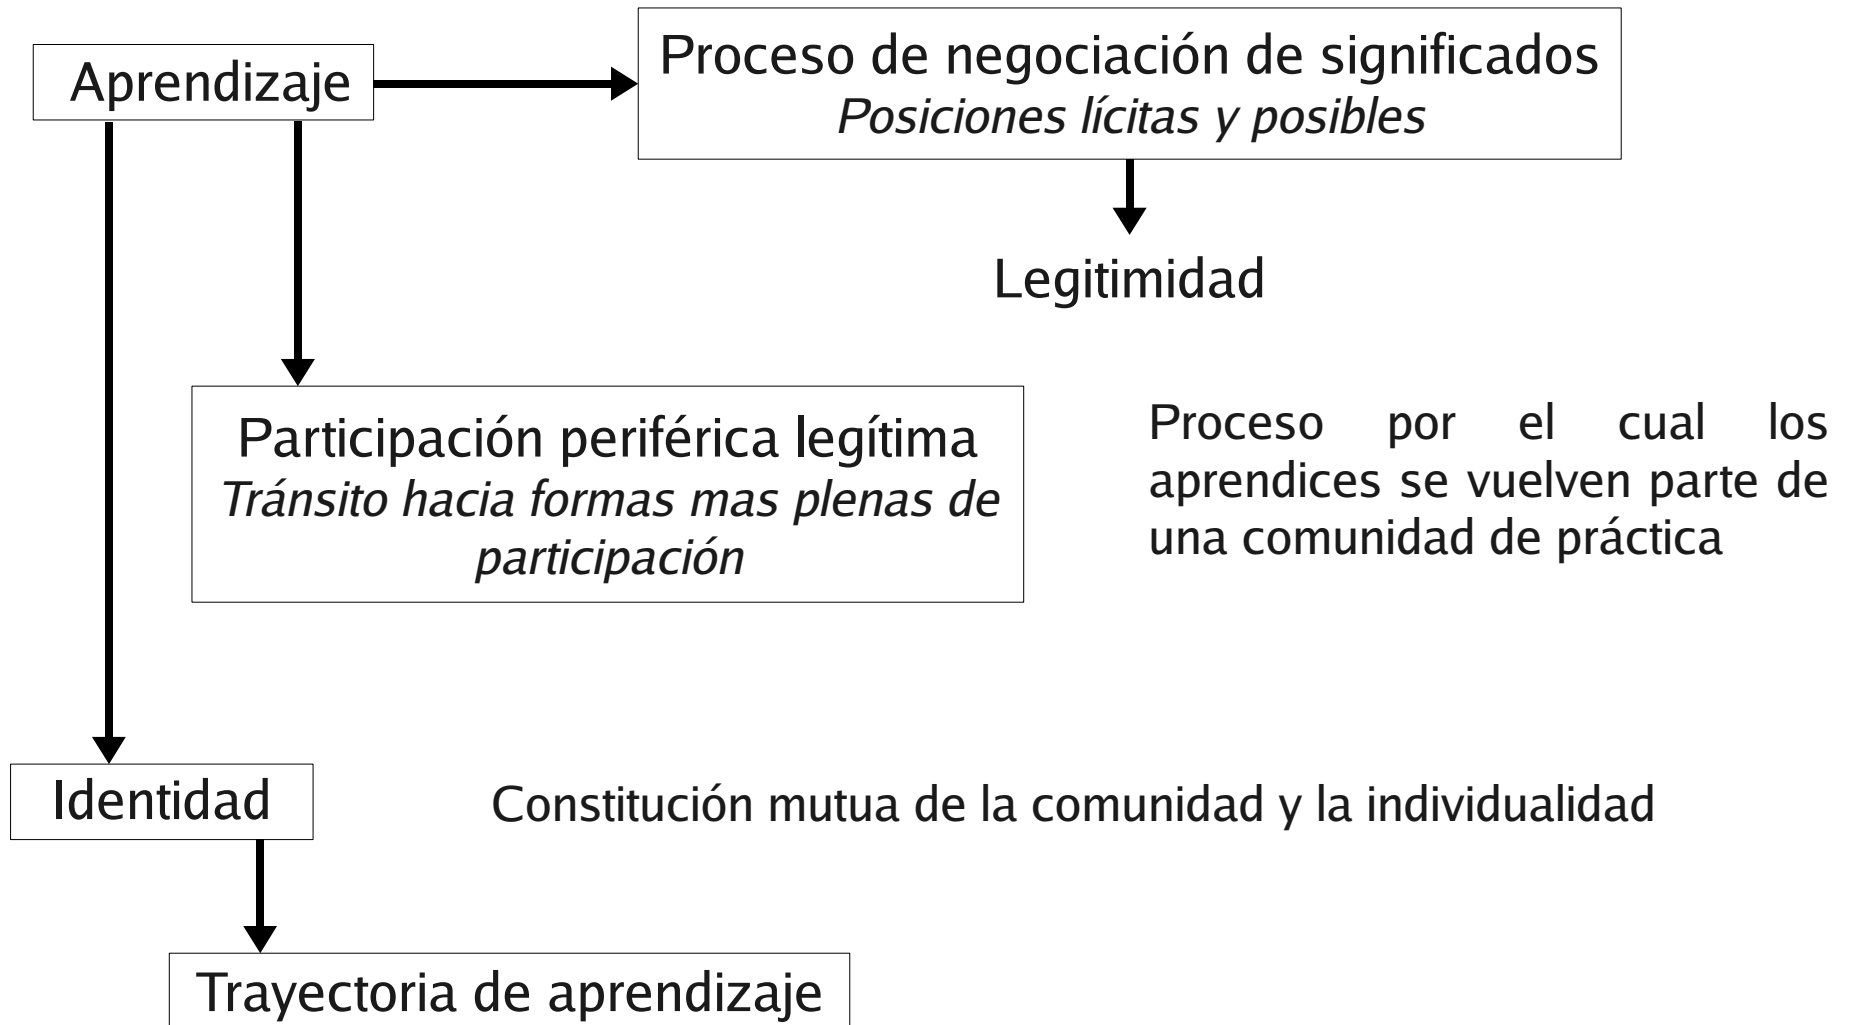 Aprendizaje
Proceso de negociación de significados
Posiciones lícitas y posibles
Legitimidad
Participación periférica legítima
Tránsito hacia formas mas plenas de
participación
Proceso por el cual los
aprendices se vuelven parte de
una comunidad de práctica
Identidad
Constitución mutua de la comunidad y la individualidad
Trayectoria de aprendizaje